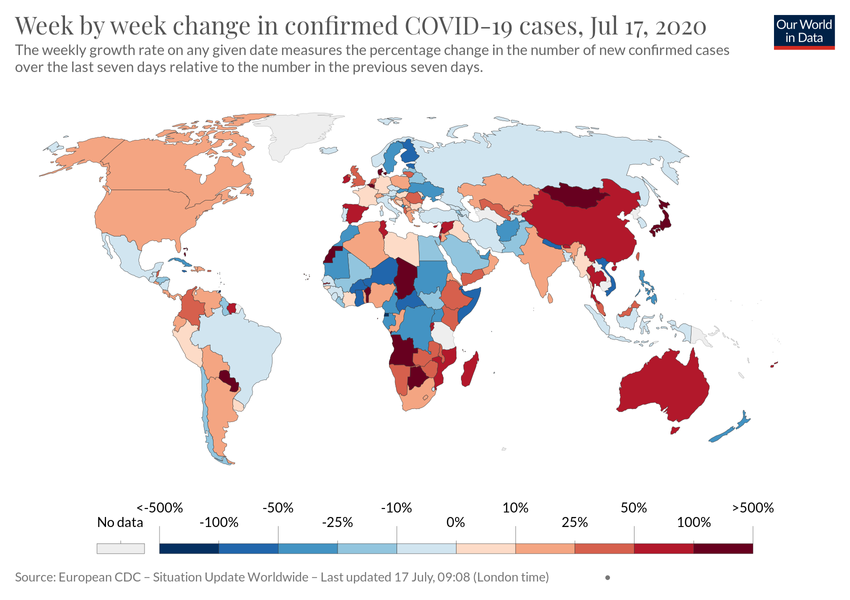 Week by week change in confirmed COVID-19 cases, Jul 17, 2020
Our World
in Data
The weekly growth rate on any given date measures the percentage change in the number of new confirmed cases
over the last seven days relative to the number in the previous seven days.
<-500% -50% -10% 10% 50% >500%
No data -100% -25% 0% 25% 100%
Source: European CDC – Situation Update Worldwide – Last updated 17 July, 09:08 (London time)